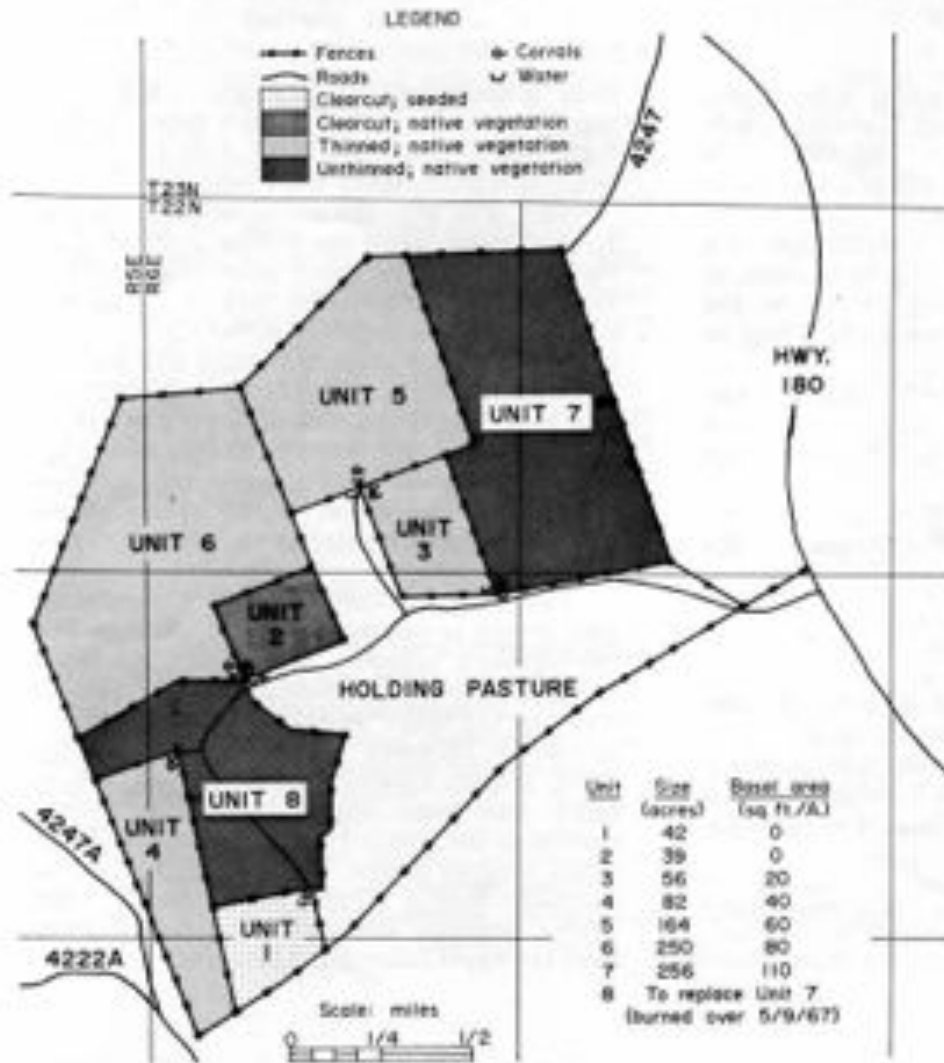 LEGEND
Fences
Corrals
Roads
Water
Clearcut; seeded
Clearcut; native vegetation
Thinned; native vegetation
Unthinned; native vegetation
4247
T23N
T22N
R5E
R6E
HWY.
180
UNIT 5
UNIT 7
UNIT 6
UNIT
3
UNIT
2
HOLDING PASTURE
UNIT 8
UNIT
4
4247A
UNIT
1
4222A
Unit Size Basal area
(acres) (sq ft./A.)
1 42 0
2 39 0
3 56 20
4 82 40
5 164 60
6 250 80
7 256 110
8 To replace Unit 7
(burned over 5/9/67)
Scale: miles
0 1/4 1/2